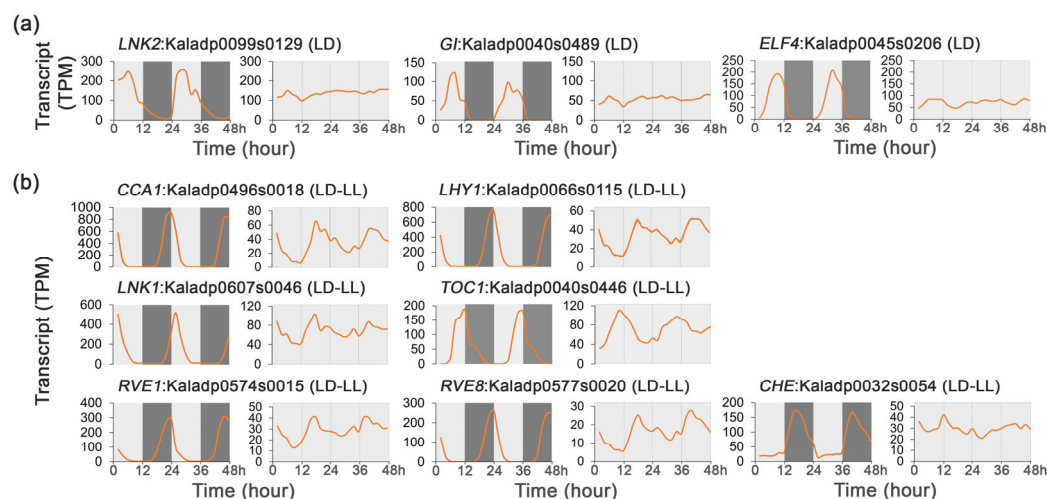 (a)
LNK2:Kaladp0099s0129 (LD)
GI:Kaladp0040s0489 (LD)
ELF4:Kaladp0045s0206 (LD)
Transcript
(TPM)
300
200
100
0
300
200
100
0
150
100
50
0
150
100
50
0
250
200
150
100
50
0
250
200
150
100
50
0
0 12 24 36 48h
0 12 24 36 48h
0 12 24 36 48h
0 12 24 36 48h
0 12 24 36 48h
0 12 24 36 48h
Time (hour)
Time (hour)
Time (hour)
(b)
Transcript (TPM)
CCA1:Kaladp0496s0018 (LD-LL)
LHY1:Kaladp0066s0115 (LD-LL)
1000
800
600
400
200
0
80
60
40
20
0
800
600
400
200
0
60
40
20
0
LNK1:Kaladp0607s0046 (LD-LL)
TOC1:Kaladp0040s0446 (LD-LL)
600
400
200
0
120
80
40
0
200
150
100
50
0
120
80
40
0
RVE1:Kaladp0574s0015 (LD-LL)
RVE8:Kaladp0577s0020 (LD-LL)
CHE:Kaladp0032s0054 (LD-LL)
400
300
200
100
0
50
40
30
20
10
0
300
200
100
0
30
20
10
0
200
150
100
50
0
50
40
30
20
10
0
0 12 24 36 48h
0 12 24 36 48h
0 12 24 36 48h
0 12 24 36 48h
0 12 24 36 48h
0 12 24 36 48h
Time (hour)
Time (hour)
Time (hour)